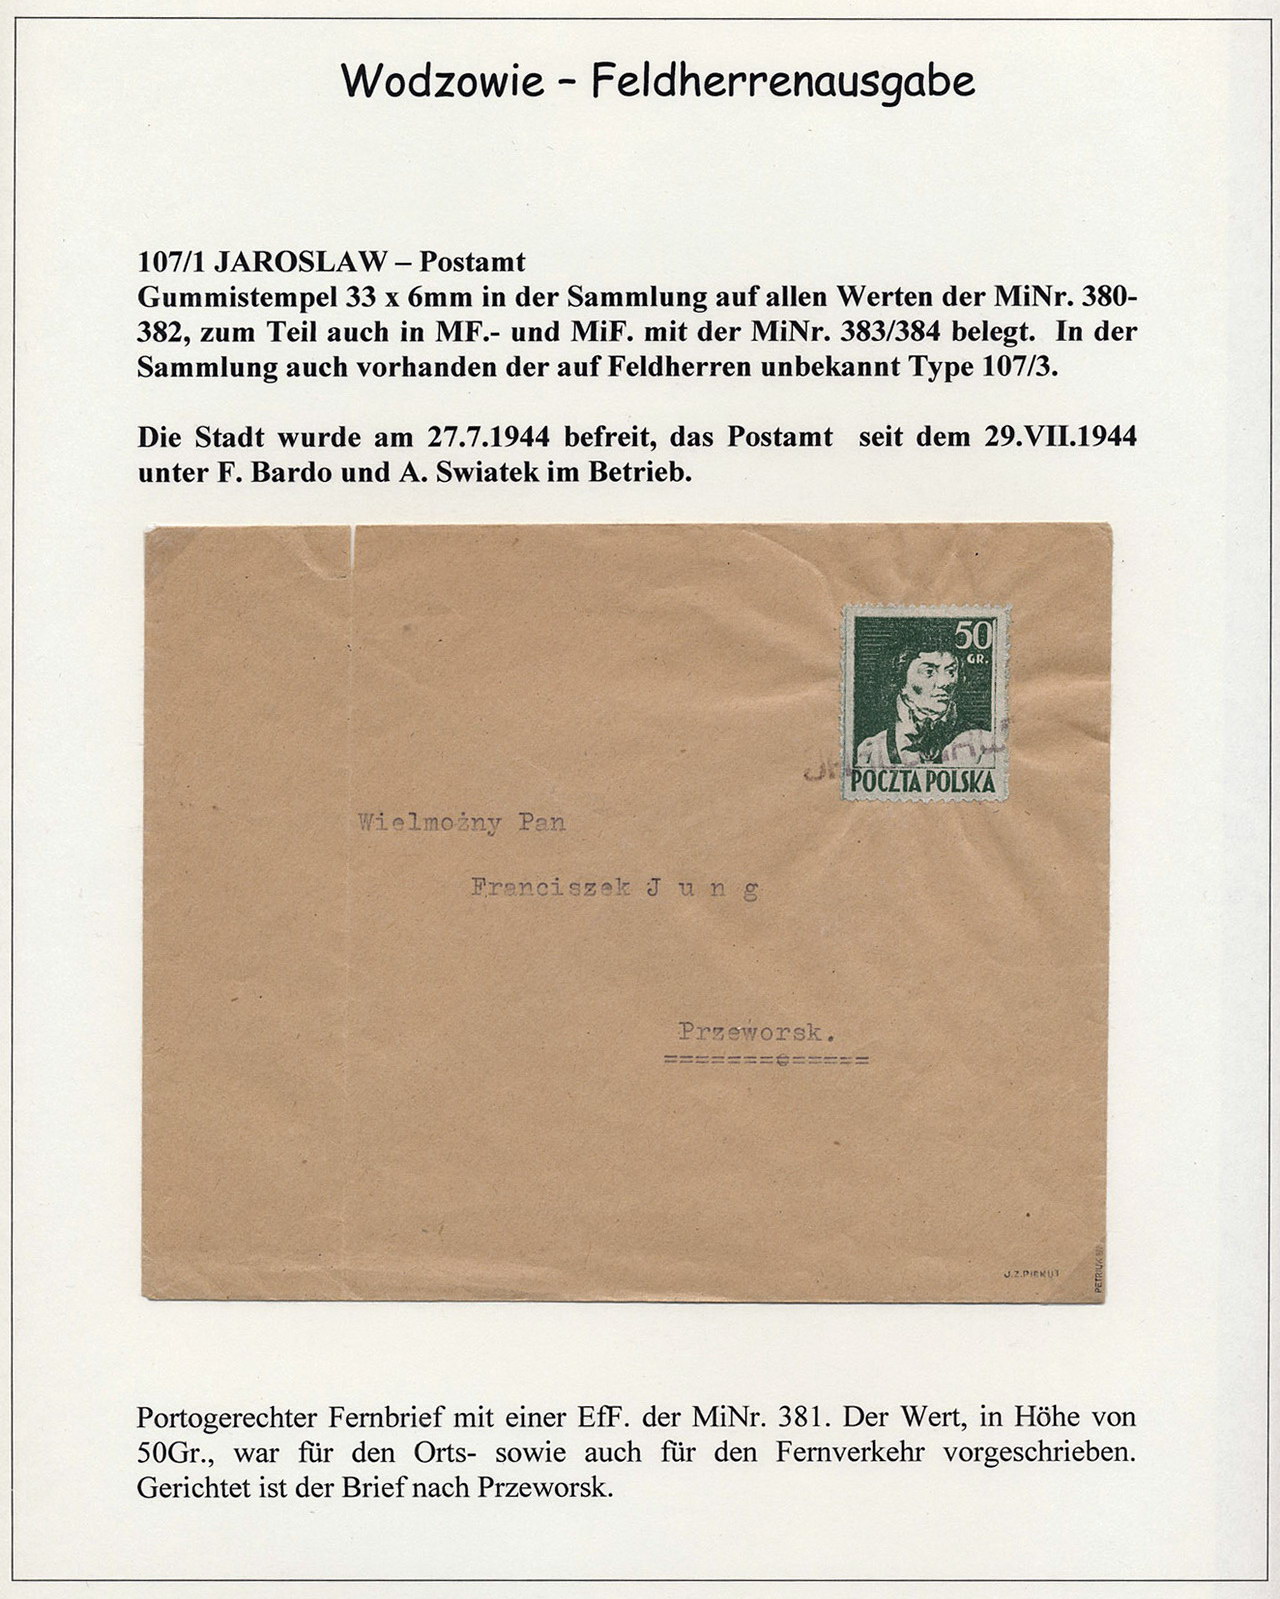 Wodzowie – Feldherrenausgabe
107/1 JAROSLAW – Postamt
Gummistempel 33 x 6mm in der Sammlung auf allen Werten der MiNr. 380-
382, zum Teil auch in MF.- und MiF. mit der MiNr. 383/384 belegt. In der
Sammlung auch vorhanden der auf Feldherren unbekannt Type 107/3.
Die Stadt wurde am 27.7.1944 befreit, das Postamt seit dem 29.VII.1944
unter F. Bardo und A. Swiatek im Betrieb.
50
GR.
POCZTA POLSKA
Wielmożny Pan
Franciszek J u n g
Przeworsk.
J.Z.PIEKUT
Portogerechter Fernbrief mit einer EfF. der MiNr. 381. Der Wert, in Höhe von
50Gr., war für den Orts- sowie auch für den Fernverkehr vorgeschrieben.
Gerichtet ist der Brief nach Przeworsk.